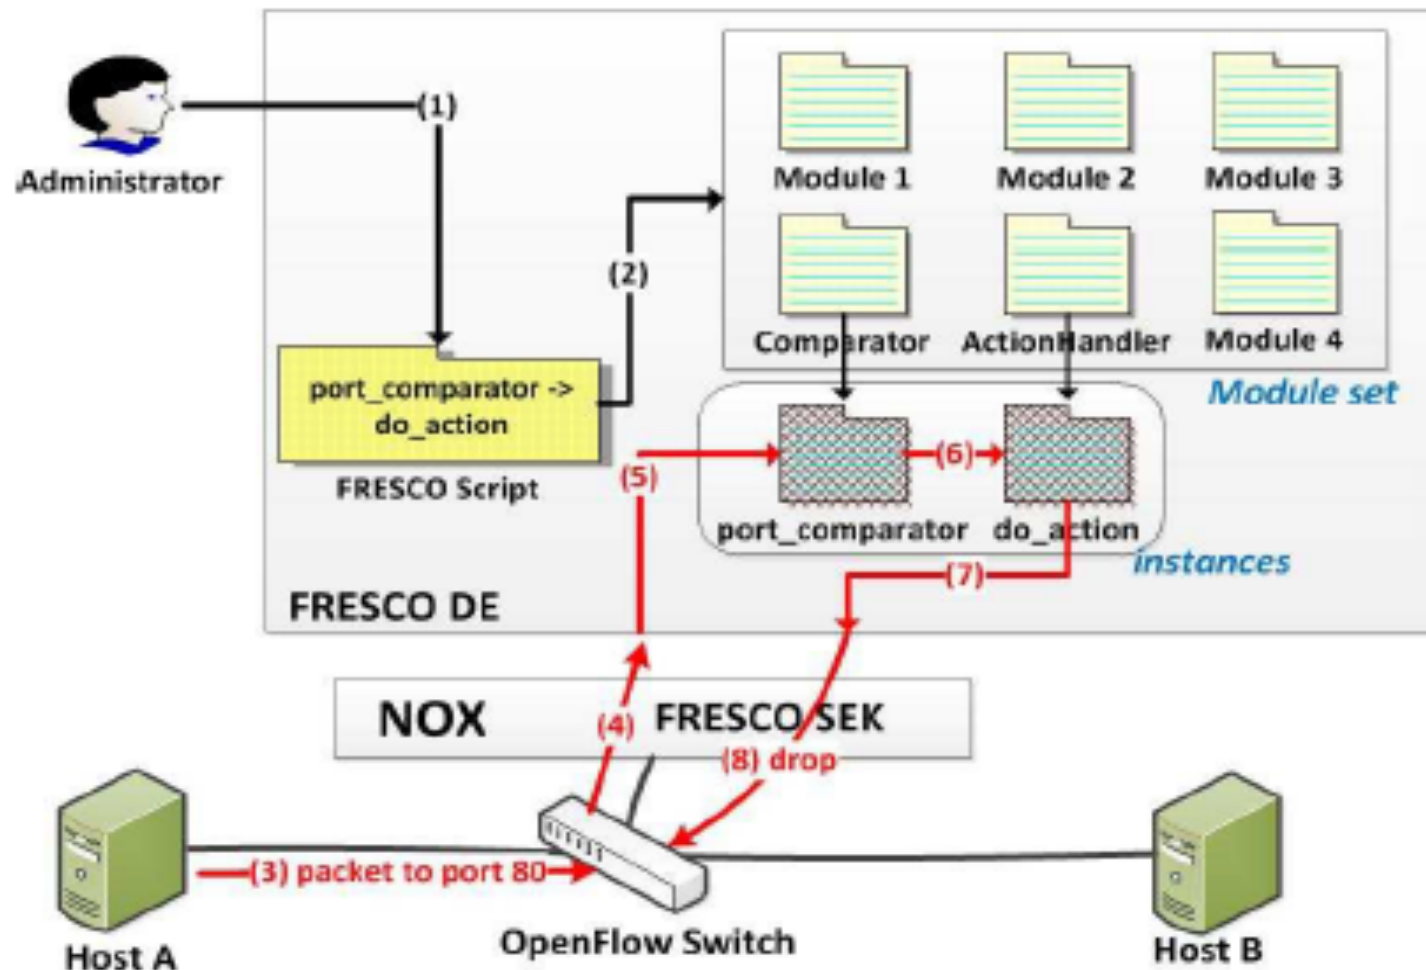 (1)
Administrator
Module 1
Module 2
Module 3
(2)
Comparator
ActionHandler
Module 4
Module set
port_comparator ->
do_action
FRESCO Script
(5)
(6)
port_comparator
do_action
instances
(7)
FRESCO DE
NOX
FRESCO SEK
(4)
(8) drop
(3) packet to port 80
Host A
OpenFlow Switch
Host B